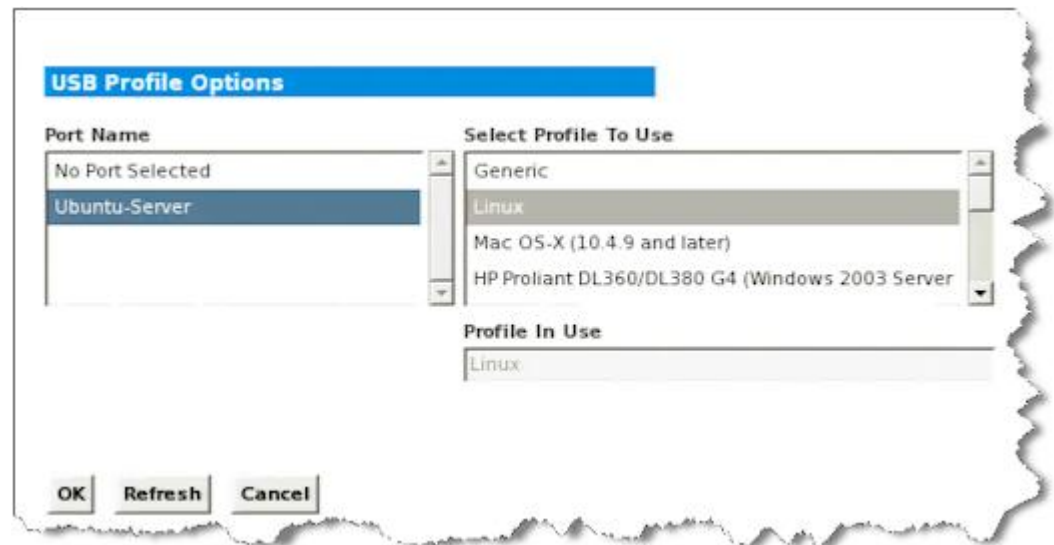 USB Profile Options
Port Name
No Port Selected
Ubuntu-Server
Select Profile To Use
Generic
Linux
Mac OS-X (10.4.9 and later)
HP Proliant DL360/DL380 G4 (Windows 2003 Server
Profile In Use
Linux
OK
Refresh
Cancel